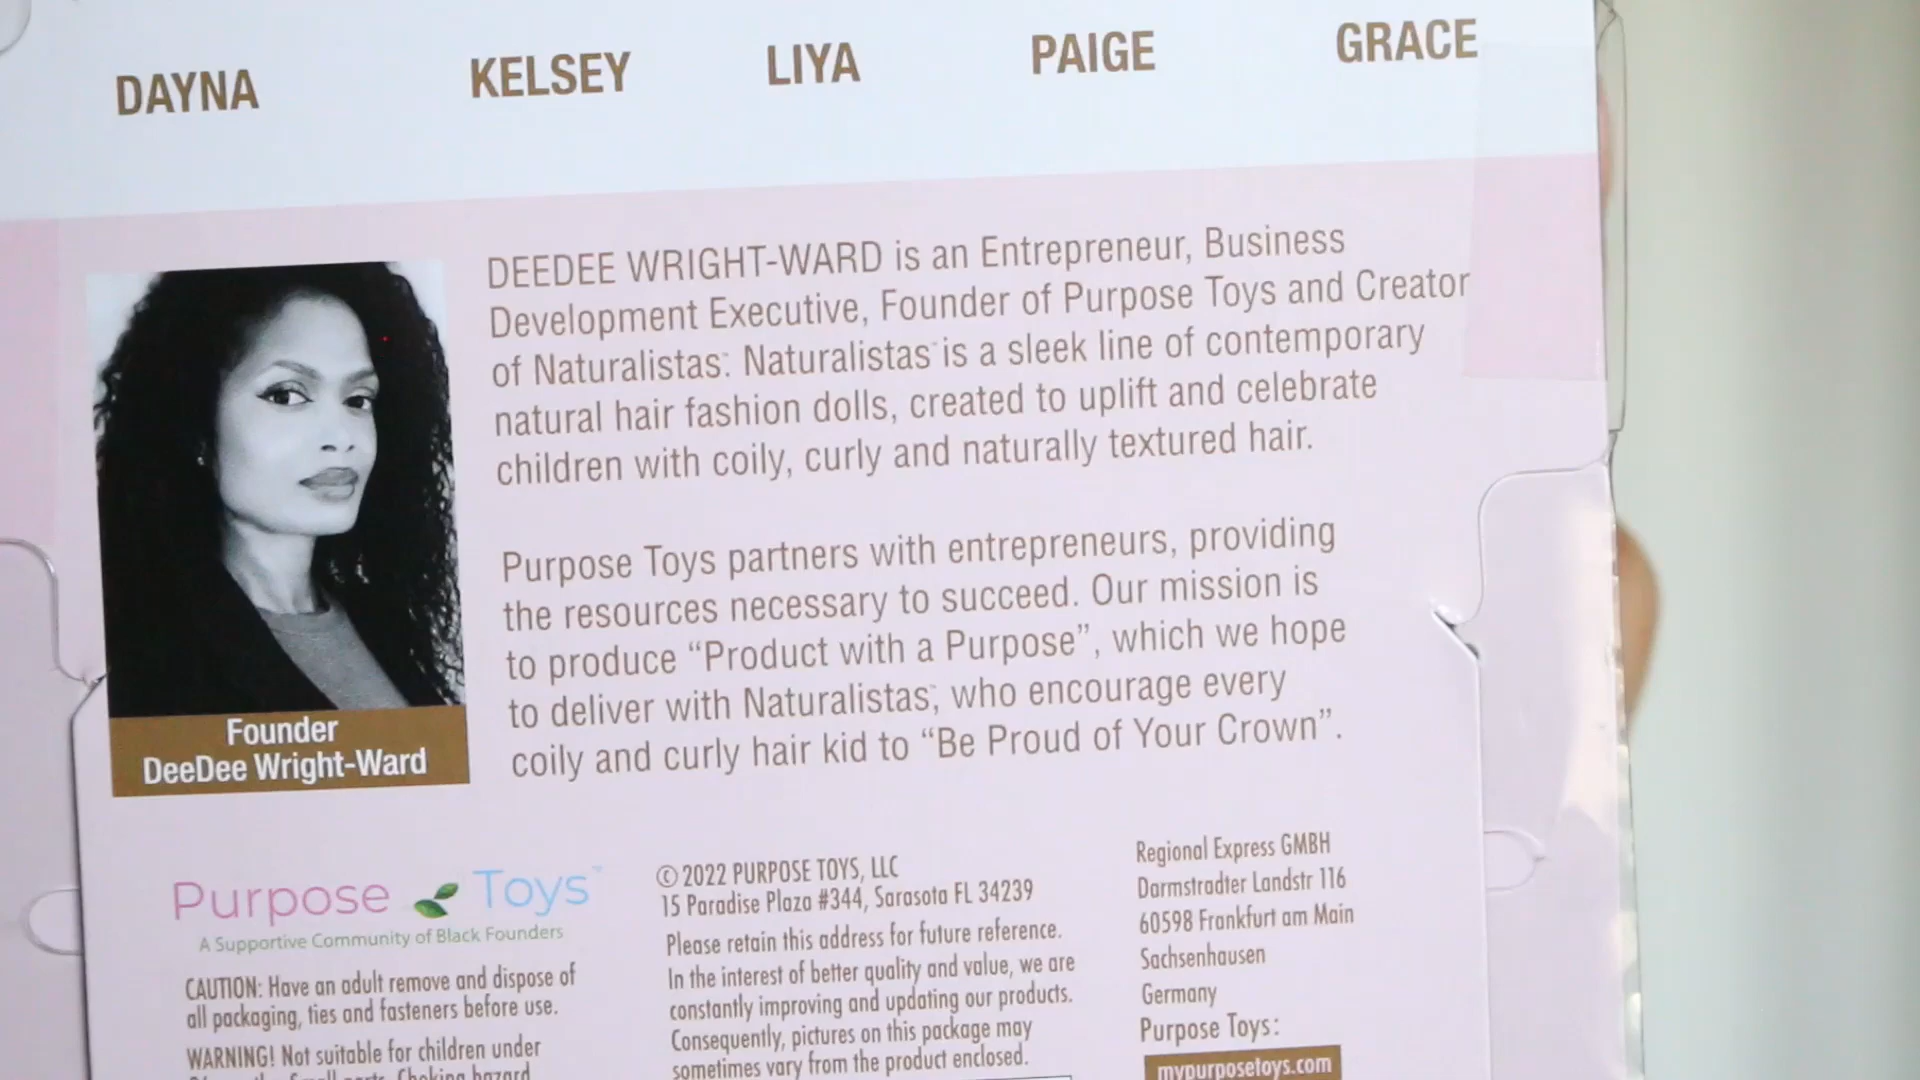 DAYNA KELSEY LIYA PAIGE GRACE
DEEDEE WRIGHT-WARD is an Entrepreneur, Business
Development Executive, Founder of Purpose Toys and Creator
of Naturalistas. Naturalistas is a sleek line of contemporary
natural hair fashion dolls, created to uplift and celebrate
children with coily, curly and naturally textured hair.
Purpose Toys partners with entrepreneurs, providing
the resources necessary to succeed. Our mission is
to produce “Product with a Purpose”, which we hope
to deliver with Naturalistas, who encourage every
coily and curly hair kid to “Be Proud of Your Crown”.
Founder
DeeDee Wright-Ward
Purpose Toys™
A Supportive Community of Black Founders
CAUTION: Have an adult remove and dispose of
all packaging, ties and fasteners before use.
WARNING! Not suitable for children under
Small parts. Choking hazard
© 2022 PURPOSE TOYS, LLC
15 Paradise Plaza #344, Sarasota FL 34239
Please retain this address for future reference.
In the interest of better quality and value, we are
constantly improving and updating our products.
Consequently, pictures on this package may
sometimes vary from the product enclosed.
Regional Express GMBH
Darmstradter Landstr 116
60598 Frankfurt am Main
Sachsenhausen
Germany
Purpose Toys:
mypurposetoys.com